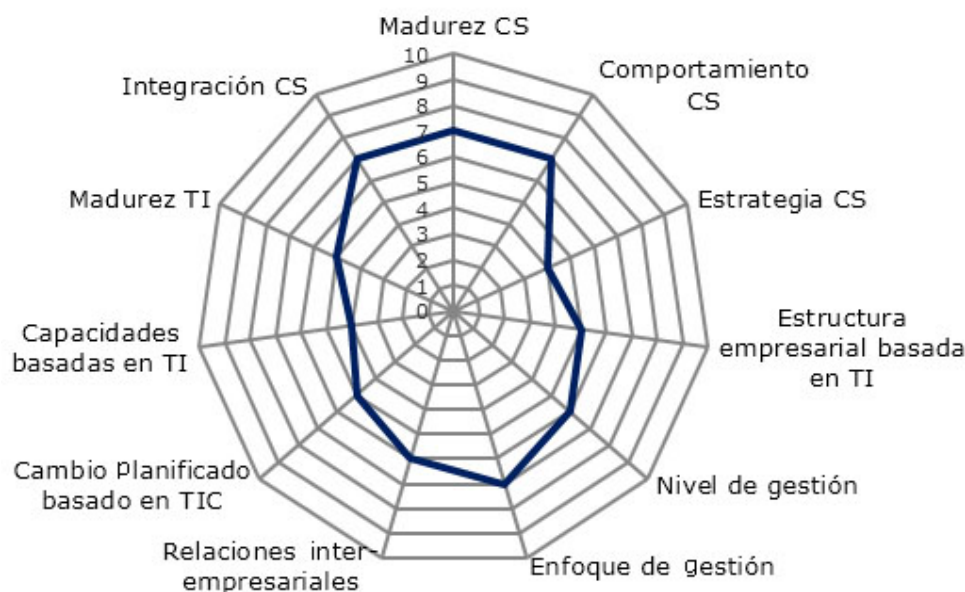 Madurez CS
Comportamiento
CS
Estrategia CS
Estructura
empresarial basada
en TI
Nivel de gestión
Enfoque de gestión
Relaciones inter-
empresariales
Cambio Planificado
basado en TIC
Capacidades
basadas en TI
Madurez TI
Integración CS
10
9
8
7
6
5
4
3
2
1
0